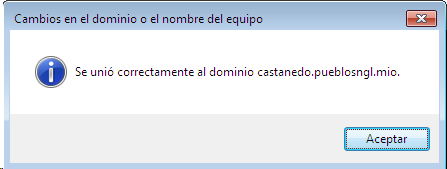 Cambios en el dominio o el nombre del equipo
Se unió correctamente al dominio castanedo.pueblosngl.mio.
Aceptar